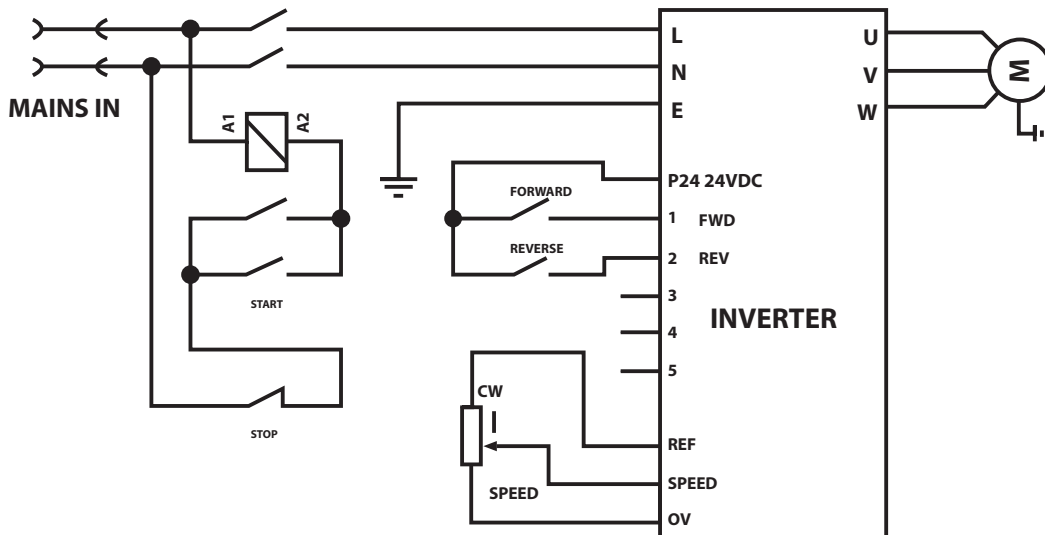 MAINS IN
A1
A2
START
STOP
FORWARD
REVERSE
CW
SPEED
L
N
E
P24 24VDC
1 FWD
2 REV
3
4
5
REF
SPEED
OV
INVERTER
U
V
W
M